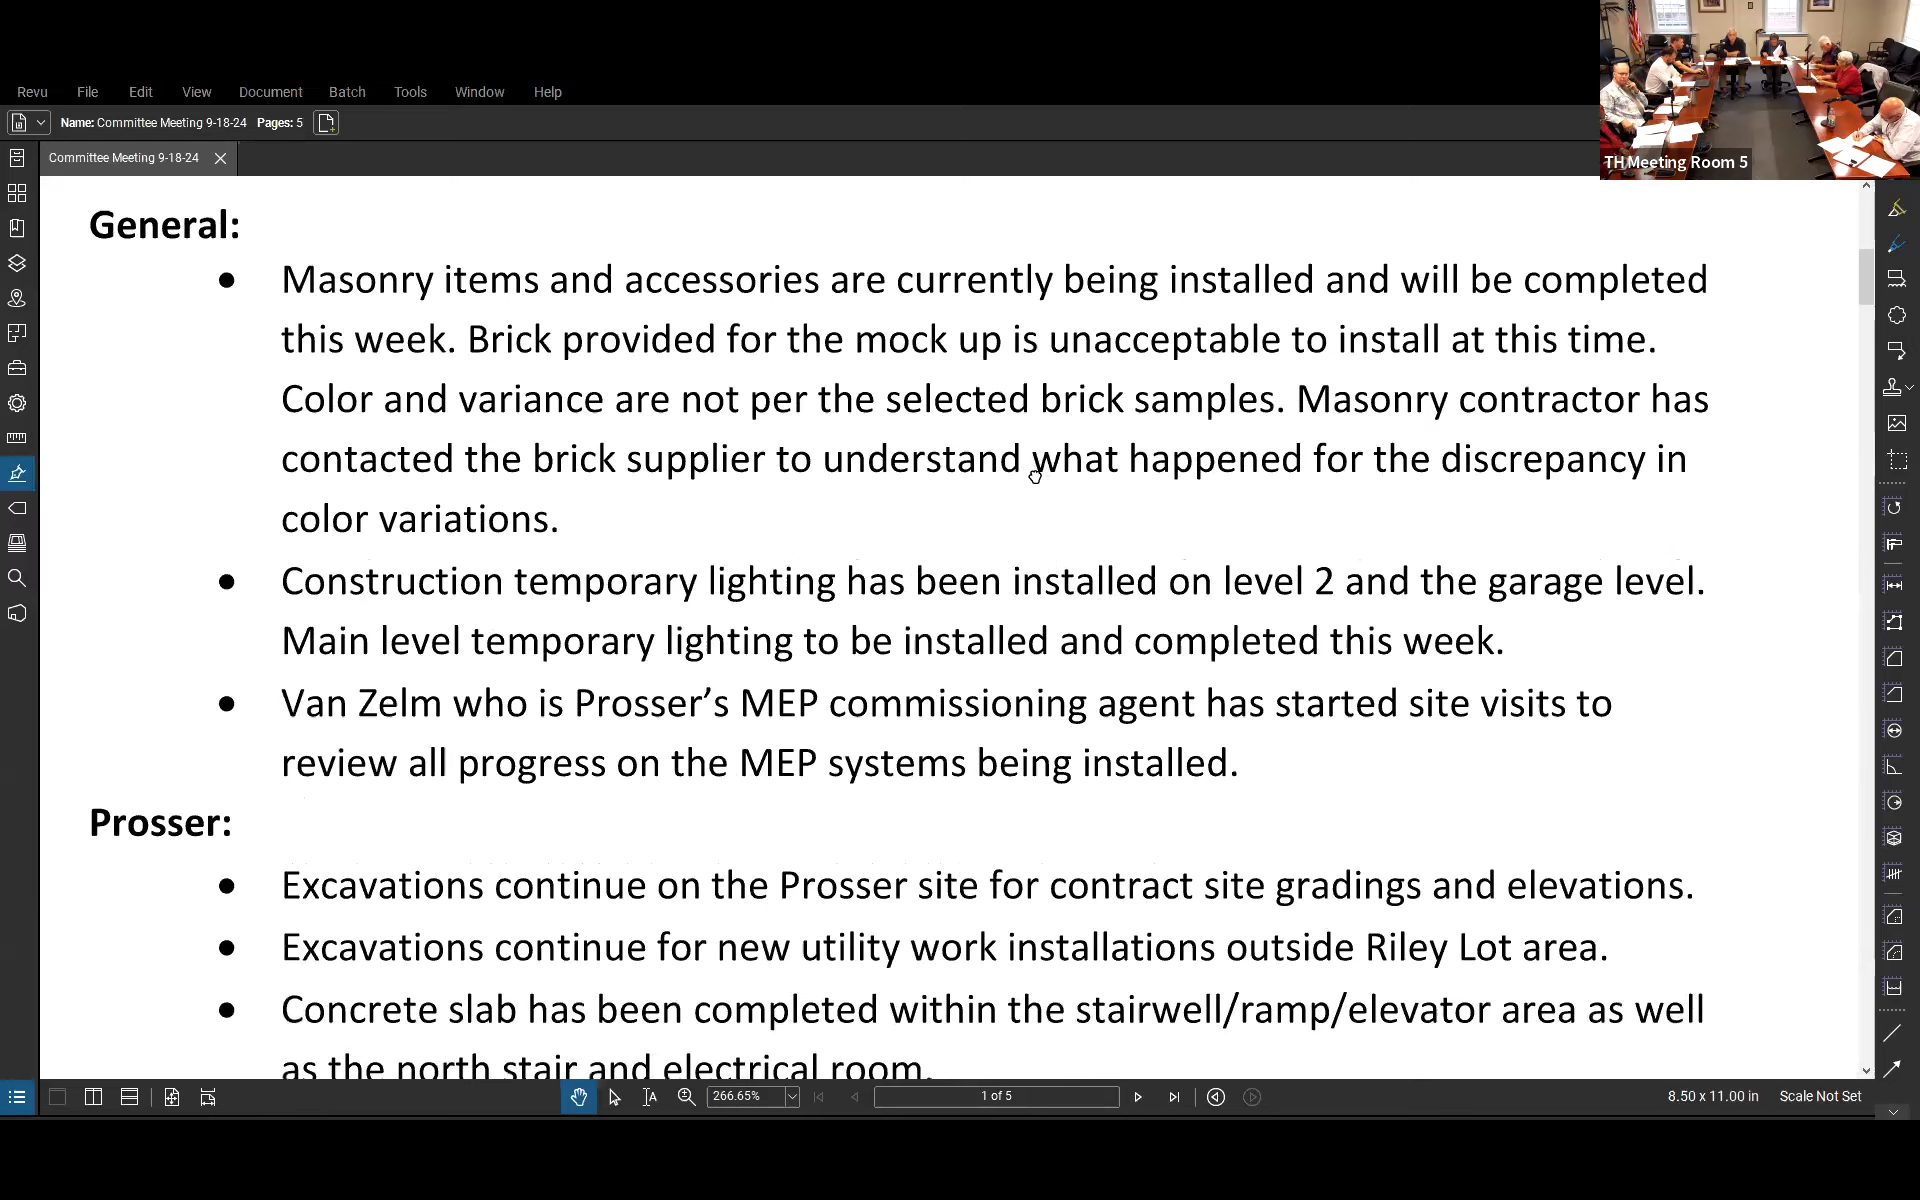 TH Meeting Room 5
Revu File Edit View Document Batch Tools Window Help
Name: Committee Meeting 9-18-24 Pages: 5
Committee Meeting 9-18-24
General:
● Masonry items and accessories are currently being installed and will be completed
this week. Brick provided for the mock up is unacceptable to install at this time.
Color and variance are not per the selected brick samples. Masonry contractor has
contacted the brick supplier to understand what happened for the discrepancy in
color variations.
● Construction temporary lighting has been installed on level 2 and the garage level.
Main level temporary lighting to be installed and completed this week.
● Van Zelm who is Prosser’s MEP commissioning agent has started site visits to
review all progress on the MEP systems being installed.
Prosser:
● Excavations continue on the Prosser site for contract site gradings and elevations.
● Excavations continue for new utility work installations outside Riley Lot area.
● Concrete slab has been completed within the stairwell/ramp/elevator area as well
as the north stair and electrical room.
266.65% 1 of 5 8.50 x 11.00 in Scale Not Set